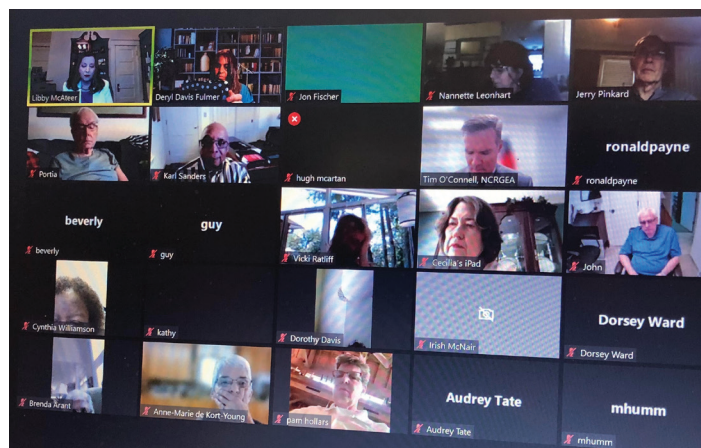 Libby McAteer
Deryl Davis Fulmer
Jon Fischer
Nannette Leonhart
Jerry Pinkard
Portia
Karl Sanders
hugh mcartan
Tim O'Connell, NCRGEA
ronaldpayne
ronaldpayne
beverly
beverly
guy
guy
Vicki Ratliff
Cecilia's iPad
John
Cynthia Williamson
kathy
Dorothy Davis
Irish McNair
Dorsey Ward
Dorsey Ward
Brenda Arant
Anne-Marie de Kort-Young
pam hollars
Audrey Tate
Audrey Tate
mhumm
mhumm